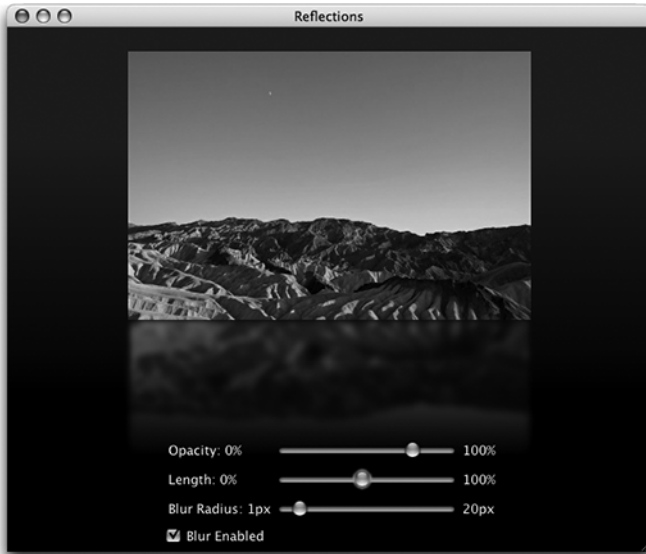 Reflections
Opacity: 0% 100%
Length: 0% 100%
Blur Radius: 1px 20px
Blur Enabled